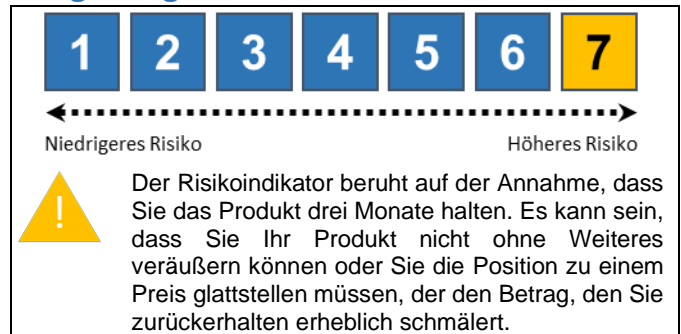 1 2 3 4 5 6 7
Niedrigeres Risiko Höheres Risiko
!
Der Risikoindikator beruht auf der Annahme, dass
Sie das Produkt drei Monate halten. Es kann sein,
dass Sie Ihr Produkt nicht ohne Weiteres
veräußern können oder Sie die Position zu einem
Preis glattstellen müssen, der den Betrag, den Sie
zurückerhalten erheblich schmälert.